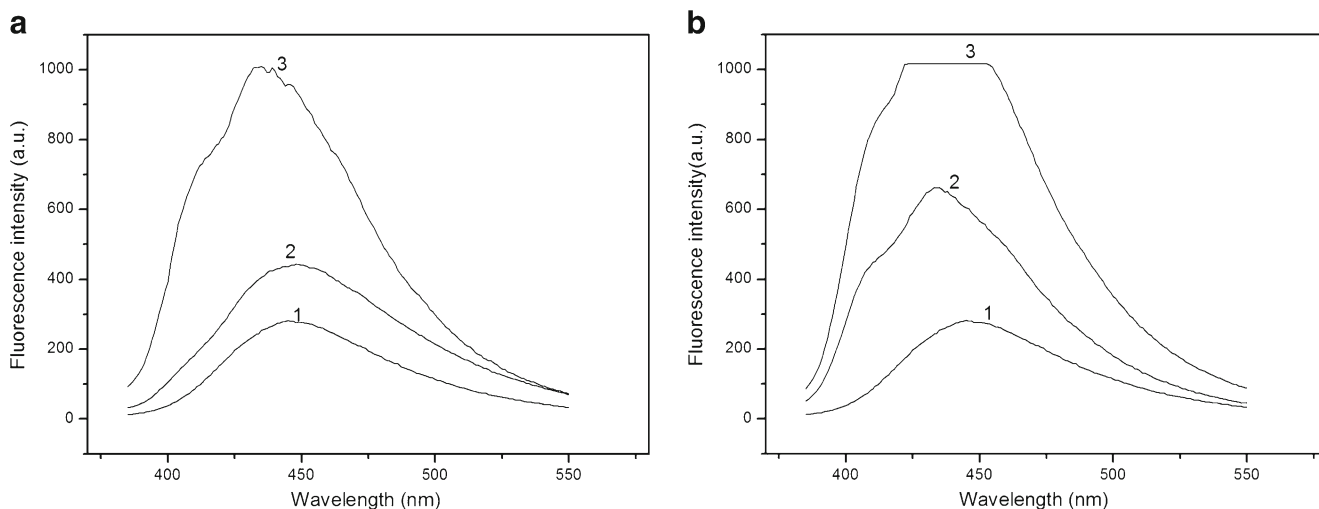 a
Fluorescence intensity (a.u.)
1000
800
600
400
200
0
3
2
1
400 450 500 550
Wavelength (nm)
b
Fluorescence intensity(a.u.)
1000
800
600
400
200
0
3
2
1
400 450 500 550
Wavelength (nm)